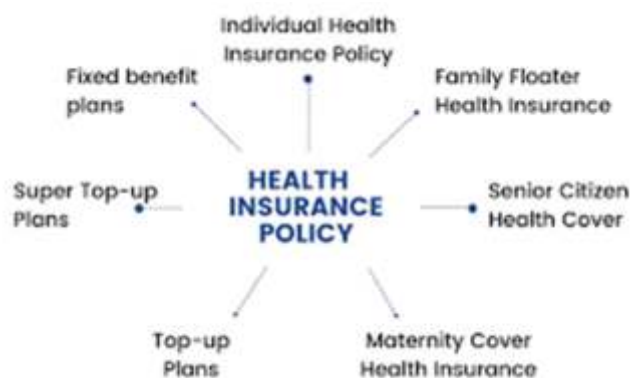 Individual Health
Insurance Policy
Fixed benefit
plans
Family Floater
Health Insurance
Super Top-up
Plans
HEALTH
INSURANCE
POLICY
Senior Citizen
Health Cover
Top-up
Plans
Maternity Cover
Health Insurance